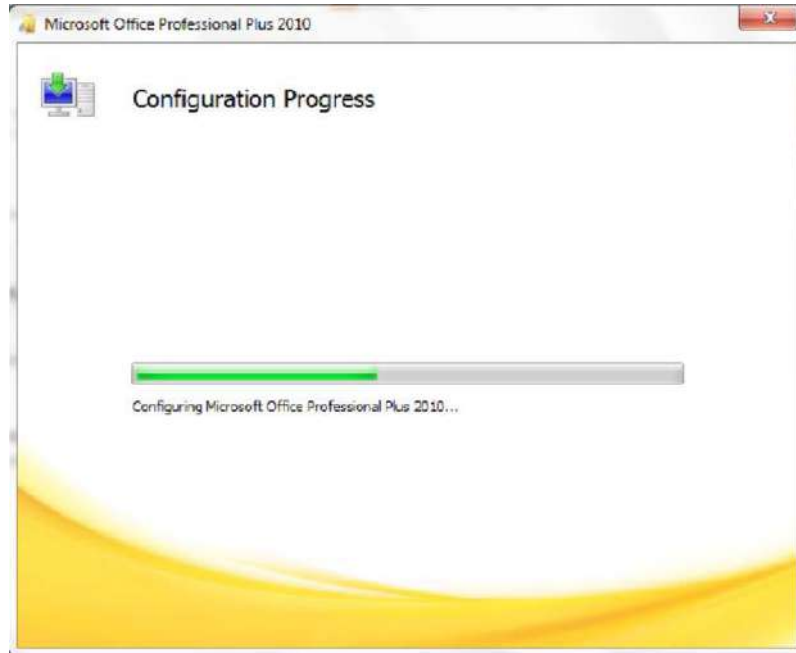 Microsoft Office Professional Plus 2010
Configuration Progress
Configuring Microsoft Office Professional Plus 2010...